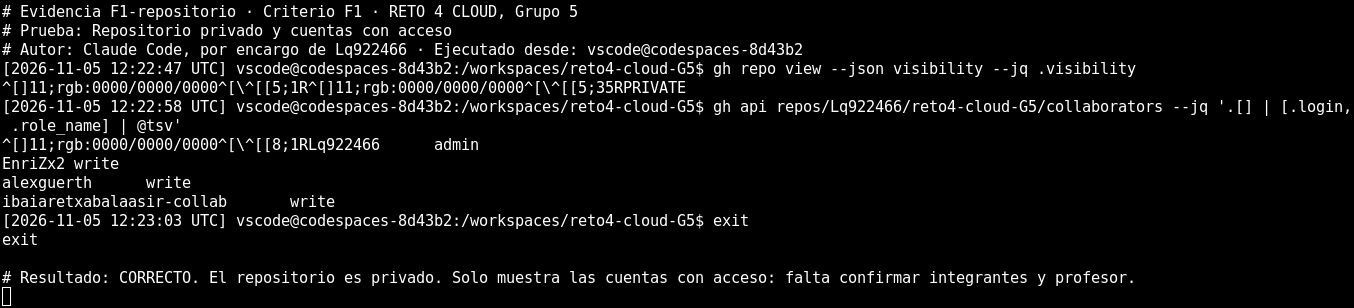 # Evidencia F1-repositorio · Criterio F1 · RETO 4 CLOUD, Grupo 5
# Prueba: Repositorio privado y cuentas con acceso
# Autor: Claude Code, por encargo de Lq922466 · Ejecutado desde: vscode@codespaces-8d43b2
[2026-11-05 12:22:47 UTC] vscode@codespaces-8d43b2:/workspaces/reto4-cloud-G5$ gh repo view --json visibility --jq .visibility
^[]11;rgb:0000/0000/0000^[\^[[5;1R^[]11;rgb:0000/0000/0000^[\^[[5;35RPRIVATE
[2026-11-05 12:22:58 UTC] vscode@codespaces-8d43b2:/workspaces/reto4-cloud-G5$ gh api repos/Lq922466/reto4-cloud-G5/collaborators --jq '.[] | [.login,
 .role_name] | @tsv'
^[]11;rgb:0000/0000/0000^[\^[[8;1RLq922466      admin
EnriZx2 write
alexguerth      write
ibaiaretxabalaasir-collab       write
[2026-11-05 12:23:03 UTC] vscode@codespaces-8d43b2:/workspaces/reto4-cloud-G5$ exit
exit

# Resultado: CORRECTO. El repositorio es privado. Solo muestra las cuentas con acceso: falta confirmar integrantes y profesor.